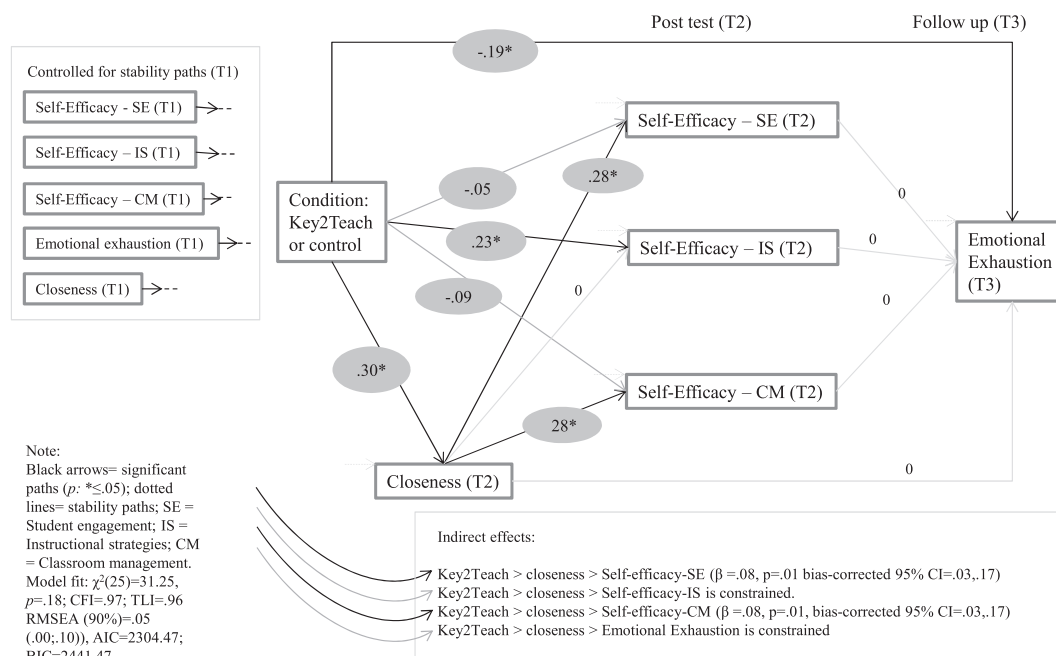 Post test (T2)
Follow up (T3)
-.19*
Controlled for stability paths (T1)
Self-Efficacy - SE (T1)
Self-Efficacy – IS (T1)
Self-Efficacy – CM (T1)
Emotional exhaustion (T1)
Closeness (T1)
Self-Efficacy – SE (T2)
-.05
.28*
0
Condition:
Key2Teach
or control
.23*
Self-Efficacy – IS (T2)
0
Emotional
Exhaustion
(T3)
-.09
0
0
.30*
Self-Efficacy – CM (T2)
28*
Closeness (T2)
0
Note:
Black arrows= significant
paths (p: *≤.05); dotted
lines= stability paths; SE =
Student engagement; IS =
Instructional strategies; CM
= Classroom management.
Model fit: χ²(25)=31.25,
p=.18; CFI=.97; TLI=.96
RMSEA (90%)=.05
(.00;.10)), AIC=2304.47;
BIC=2441.47
Indirect effects:
Key2Teach > closeness > Self-efficacy-SE (β =.08, p=.01 bias-corrected 95% CI=.03,.17)
Key2Teach > closeness > Self-efficacy-IS is constrained.
Key2Teach > closeness > Self-efficacy-CM (β =.08, p=.01, bias-corrected 95% CI=.03,.17)
Key2Teach > closeness > Emotional Exhaustion is constrained